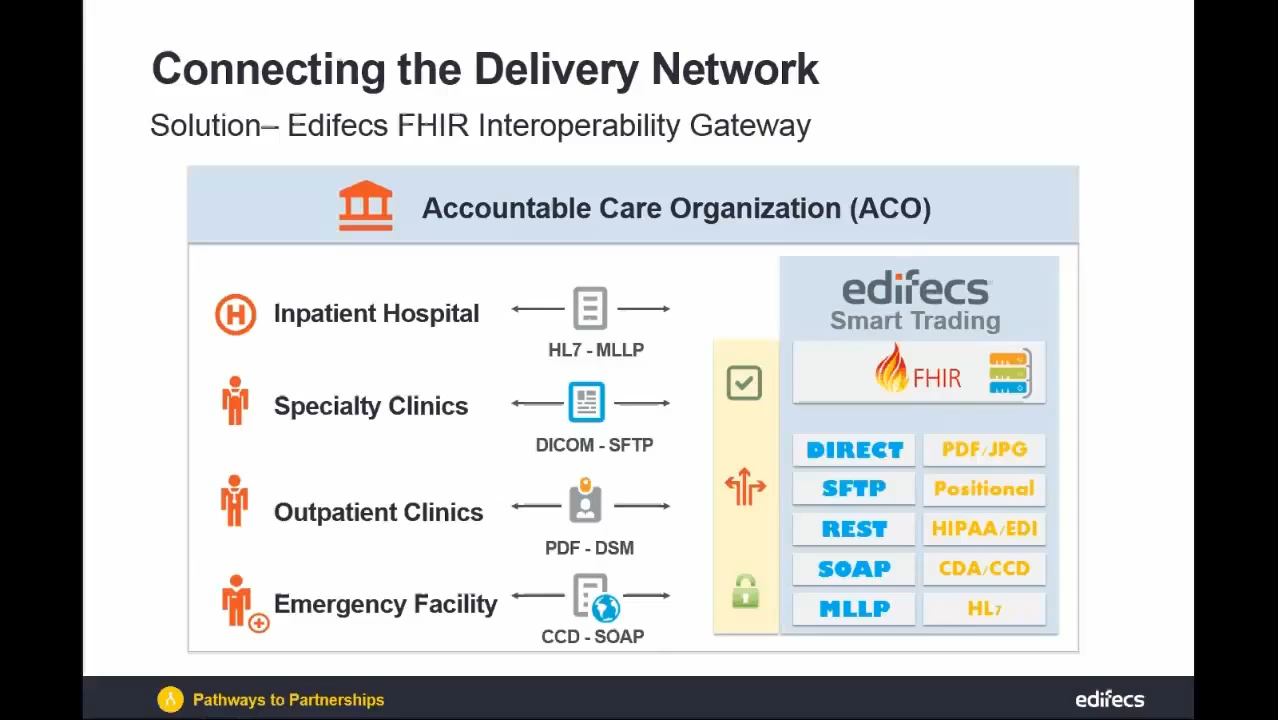 Connecting the Delivery Network
Solution– Edifecs FHIR Interoperability Gateway
Accountable Care Organization (ACO)
H Inpatient Hospital
HL7 - MLLP
Specialty Clinics
DICOM - SFTP
Outpatient Clinics
PDF - DSM
Emergency Facility
CCD - SOAP
edifecs
Smart Trading
FHIR
DIRECT PDF/JPG
SFTP Positional
REST HIPAA/EDI
SOAP CDA/CCD
MLLP HL7
Pathways to Partnerships
edifecs